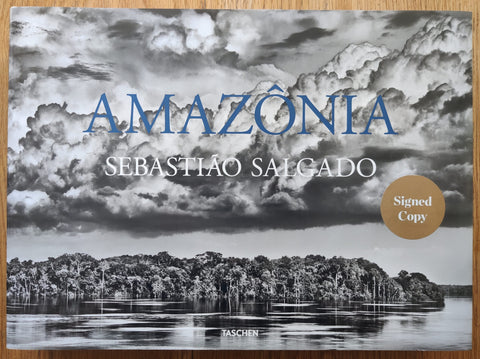 AMAZÔNIA
SEBASTIÃO SALGADO
Signed
Copy
TASCHEN